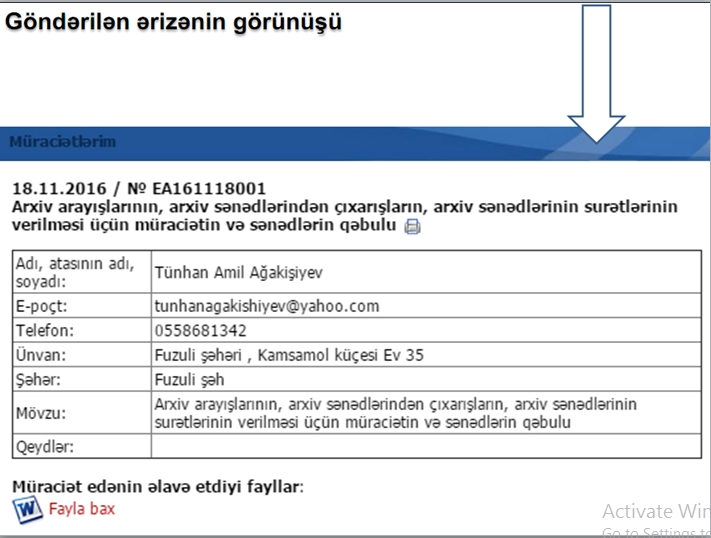 Göndərilən ərizənin görünüşü
Müraciətlərim
18.11.2016 / № EA161118001
Arxiv arayışlarının, arxiv sənədlərindən çıxarışların, arxiv sənədlərinin surətlərinin
verilməsi üçün müraciətin və sənədlərin qəbulu
Adı, atasının adı,
soyadı:
Tünhan Amil Ağakişiyev
E-poçt:
tunhanagakishiyev@yahoo.com
Telefon:
0558681342
Ünvan:
Fuzuli şəhəri , Kamsamol küçesi Ev 35
Şəhər:
Fuzuli şəh
Mövzu:
Arxiv arayışlarının, arxiv sənədlərindən çıxarışların, arxiv sənədlərinin
surətlərinin verilməsi üçün müraciətin və sənədlərin qəbulu
Qeydlər:
Müraciət edənin əlavə etdiyi fayllar:
Fayla bax
Activate Win
Go to Settings to